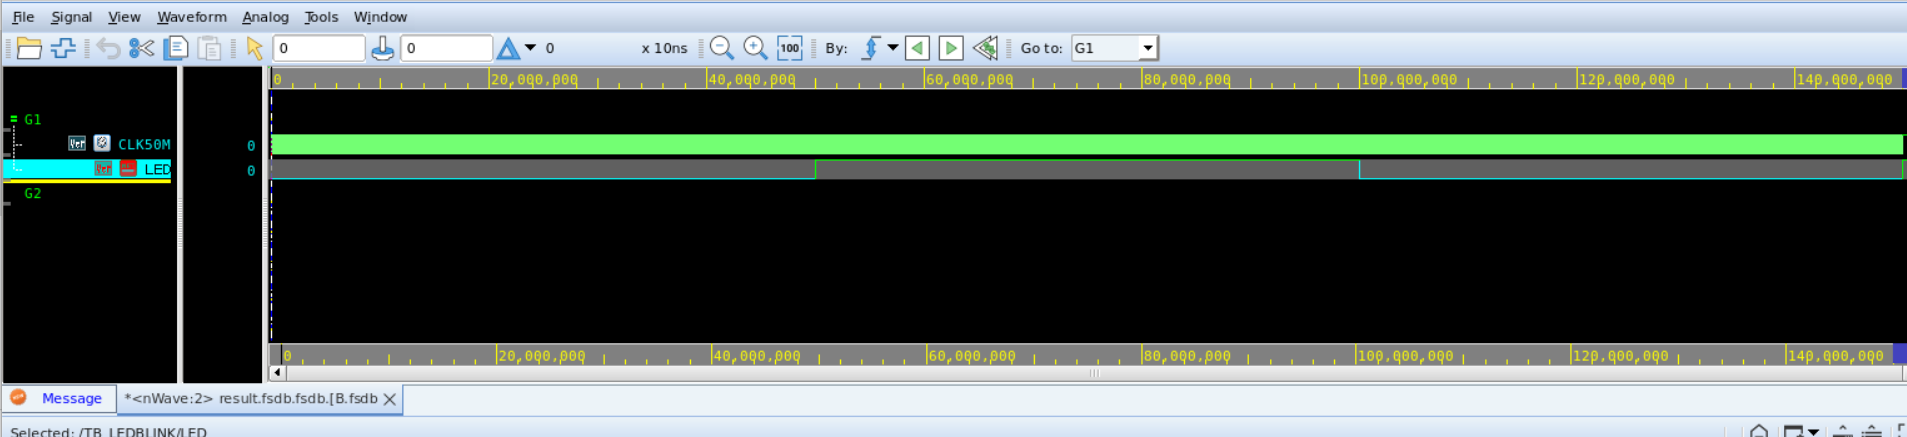 File Signal View Waveform Analog Tools Window
0 0 0 x 10ns 100 By: Go to: G1
0 20,000,000 40,000,000 60,000,000 80,000,000 100,000,000 120,000,000 140,000,000
G1
Ver CLK50M 0
Ver LED 0
G2
0 20,000,000 40,000,000 60,000,000 80,000,000 100,000,000 120,000,000 140,000,000
Message *<nWave:2> result.fsdb.fsdb.[B.fsdb
Selected: /TB_LEDBLINK/LED